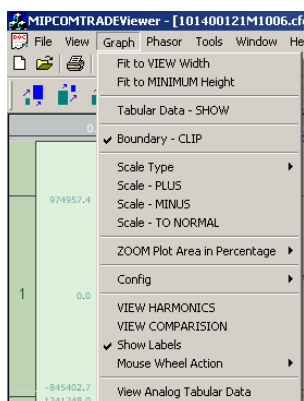 MIPCOMTRADEViewer - [101400121M1006.cf
File View Graph Phasor Tools Window He
Fit to VIEW Width
Fit to MINIMUM Height
Tabular Data - SHOW
0.
Boundary - CLIP
Scale Type
Scale - PLUS
974957.4
Scale - MINUS
Scale - TO NORMAL
ZOOM Plot Area in Percentage
Config
1
0.0
VIEW HARMONICS
VIEW COMPARISION
Show Labels
Mouse Wheel Action
-845402.7
View Analog Tabular Data